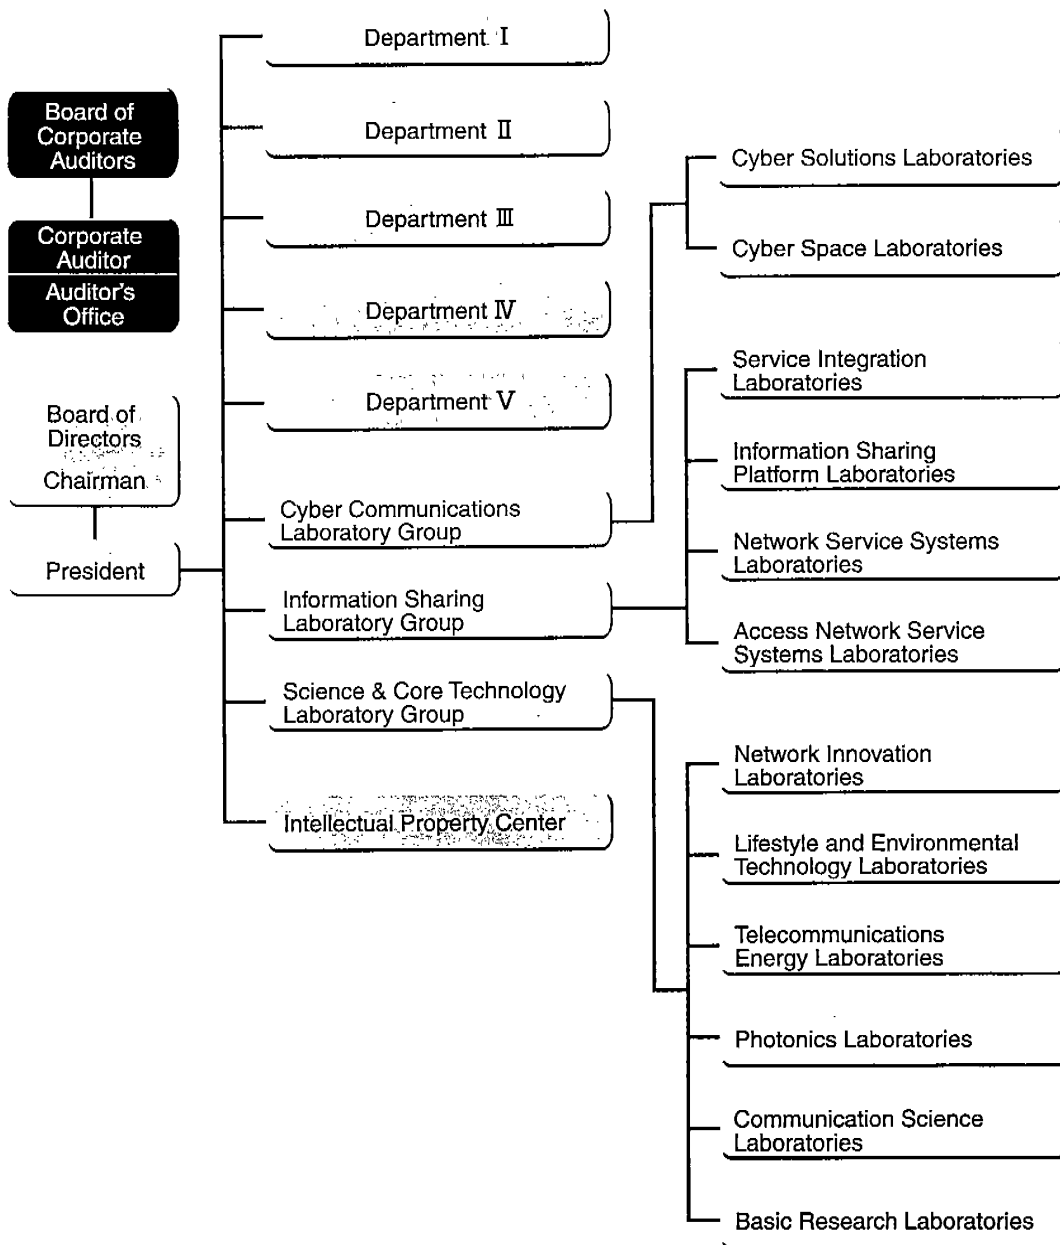 Board of
Corporate
Auditors
Corporate
Auditor
Auditor's
Office
Board of
Directors
Chairman
President
Department I
Department II
Department III
Department IV
Department V
Cyber Communications
Laboratory Group
Information Sharing
Laboratory Group
Science & Core Technology
Laboratory Group
Intellectual Property Center
Cyber Solutions Laboratories
Cyber Space Laboratories
Service Integration
Laboratories
Information Sharing
Platform Laboratories
Network Service Systems
Laboratories
Access Network Service
Systems Laboratories
Network Innovation
Laboratories
Lifestyle and Environmental
Technology Laboratories
Telecommunications
Energy Laboratories
Photonics Laboratories
Communication Science
Laboratories
Basic Research Laboratories